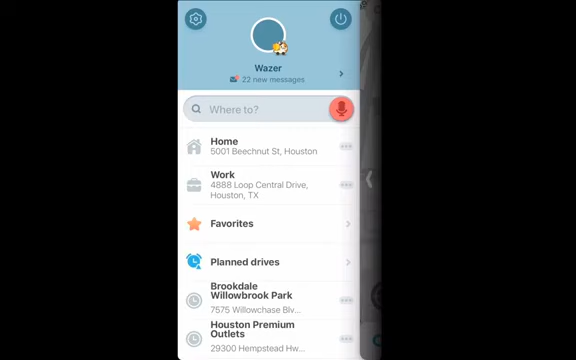 Wazer
22 new messages
Where to?
Home
5001 Beechnut St, Houston
Work
4888 Loop Central Drive,
Houston, TX
Favorites
Planned drives
Brookdale
Willowbrook Park
7575 Willowchase Blv...
Houston Premium
Outlets
29300 Hempstead Hw...